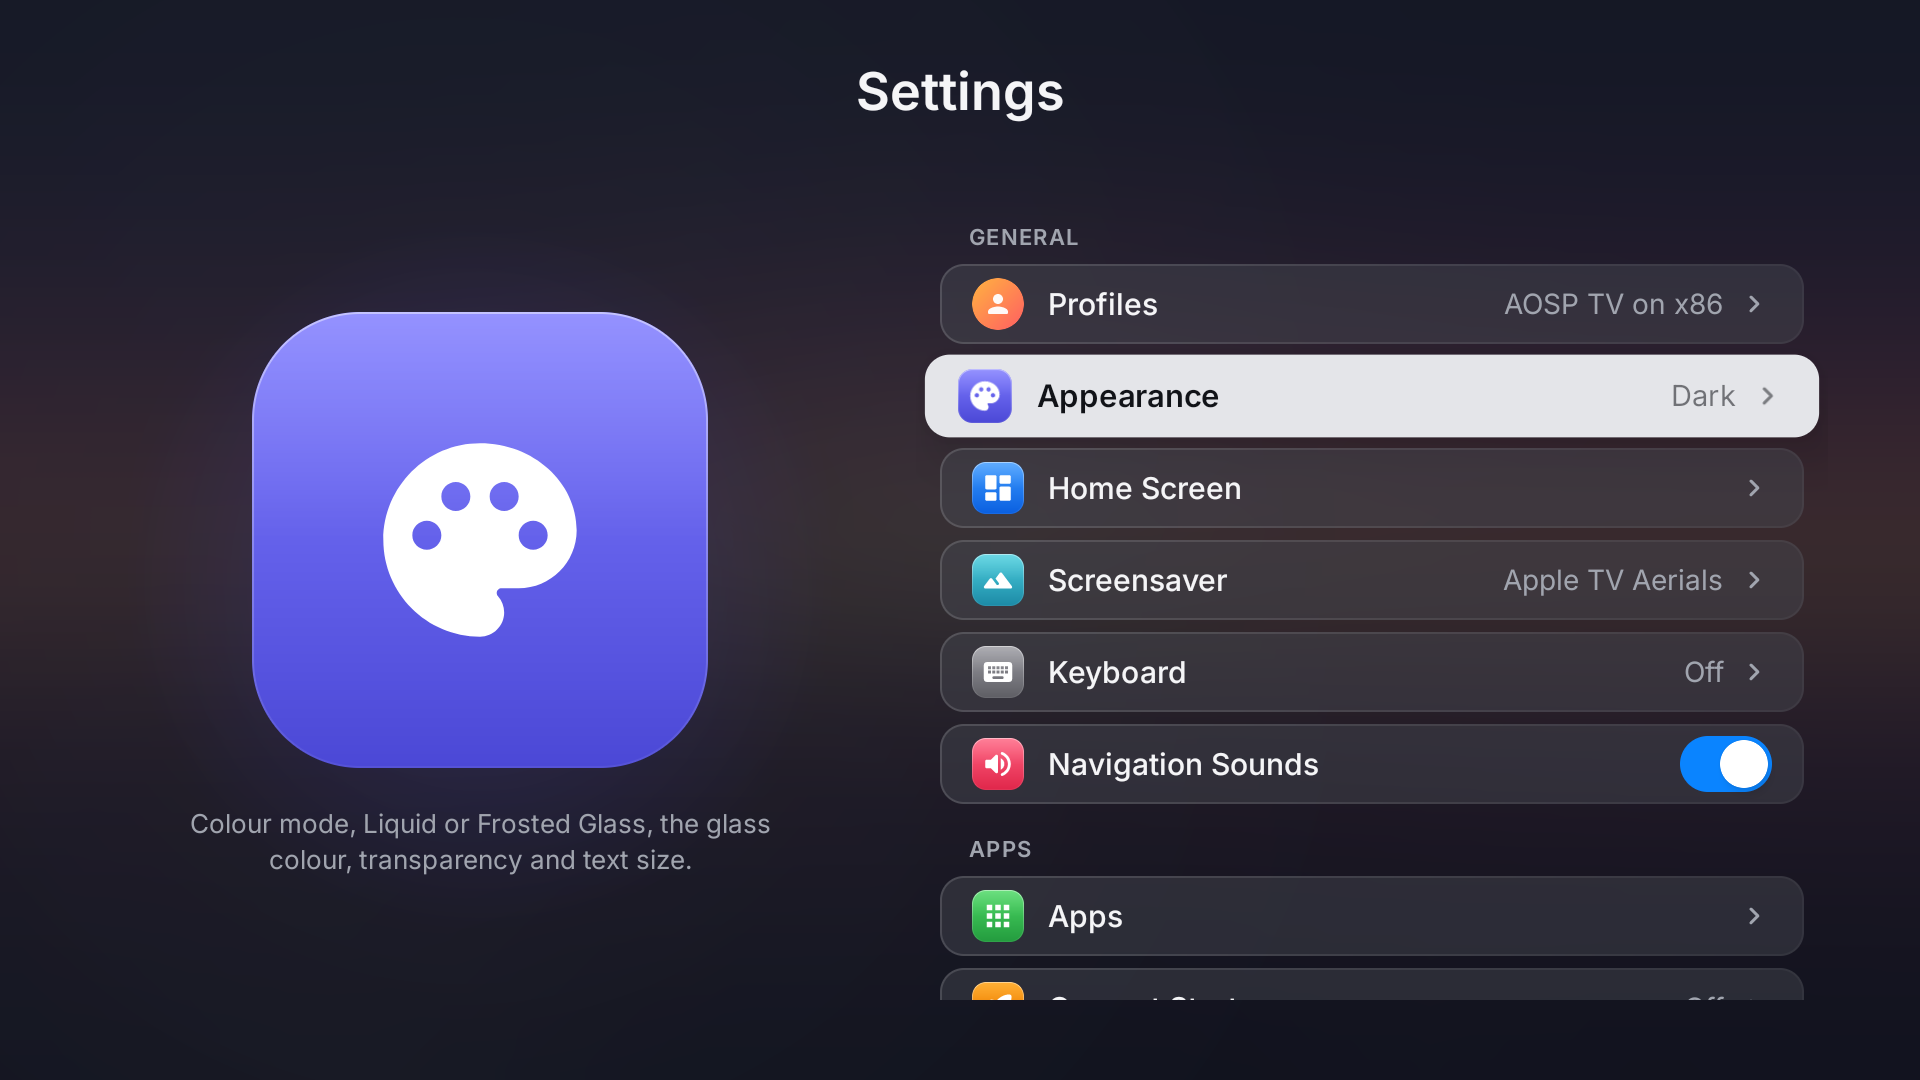 Settings
GENERAL
Profiles AOSP TV on x86
Appearance Dark
Home Screen
Screensaver Apple TV Aerials
Keyboard Off
Navigation Sounds
Colour mode, Liquid or Frosted Glass, the glass
colour, transparency and text size.
APPS
Apps